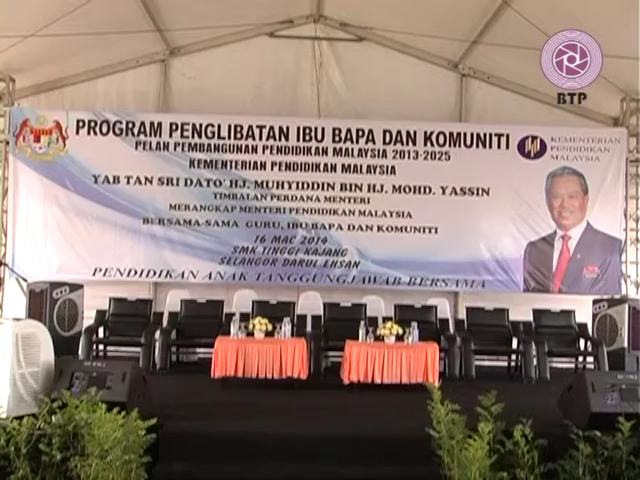 BTP
PROGRAM PENGLIBATAN IBU BAPA DAN KOMUNITI
PELAN PEMBANGUNAN PENDIDIKAN MALAYSIA 2013-2025
KEMENTERIAN PENDIDIKAN MALAYSIA
KEMENTERIAN
PENDIDIKAN
MALAYSIA
YAB TAN SRI DATO' HJ. MUHYIDDIN BIN HJ. MOHD. YASSIN
TIMBALAN PERDANA MENTERI
MERANGKAP MENTERI PENDIDIKAN MALAYSIA
BERSAMA-SAMA GURU, IBU BAPA DAN KOMUNITI
16 MAC 2014
SMK TINGGI KAJANG
SELANGOR DARUL EHSAN
PENDIDIKAN ANAK TANGGUNGJAWAB BERSAMA